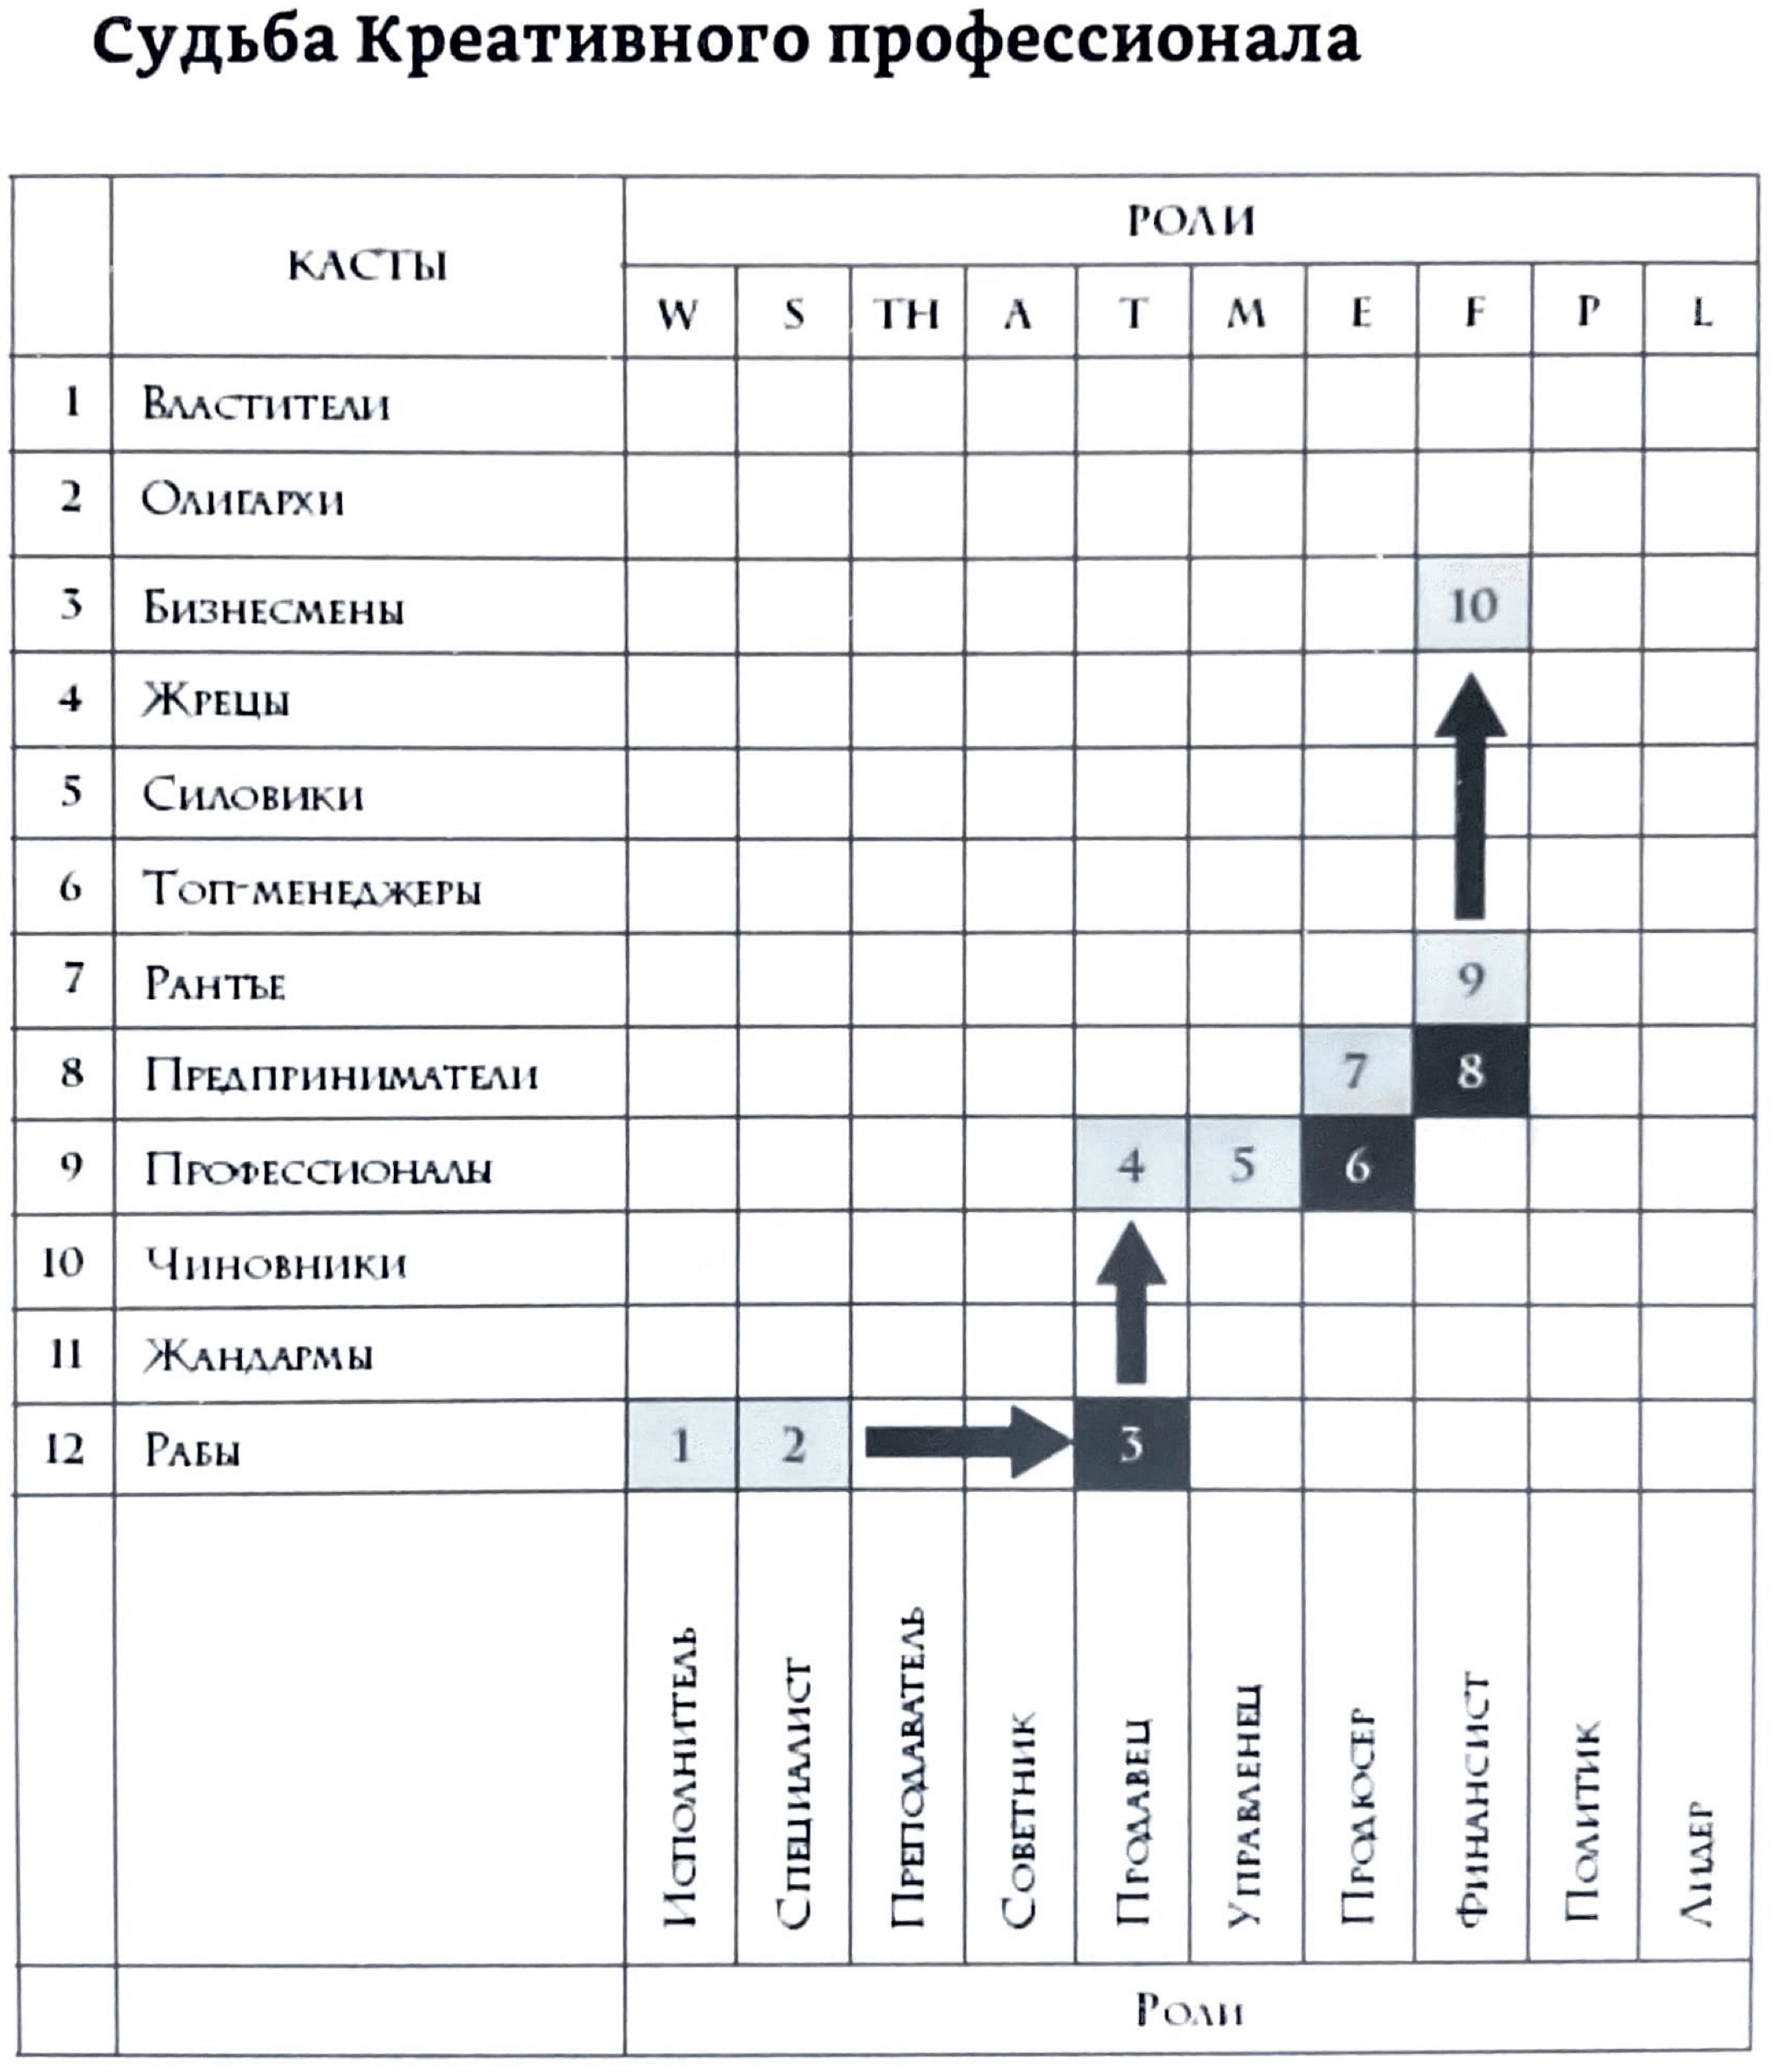 Судьба Креативного профессионала
КАСТЫ
РОЛИ
W S TH A T M E F P L
1 Властители
2 Олигархи
3 Бизнесмены 10
4 Жрецы
5 Силовики
6 Топ-менеджеры
7 Рантье 9
8 Предприниматели 7 8
9 Профессионалы 4 5 6
10 Чиновники
11 Жандармы
12 Рабы 1 2 3
Исполнитель
Специалист
Преподаватель
Советник
Продавец
Управленец
Продюсер
Финансист
Политик
Лидер
Роли